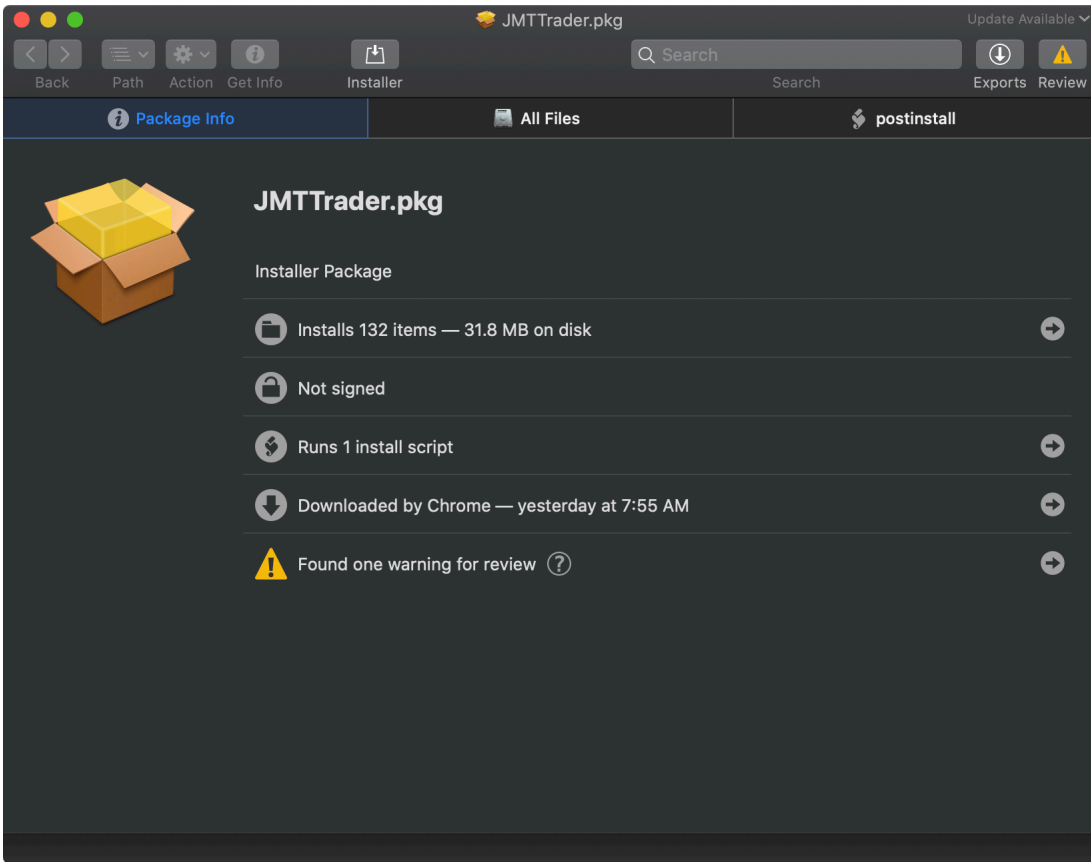 JMTTrader.pkg
Update Available
Search
Back Path Action Get Info Installer Search Exports Review
Package Info All Files postinstall
JMTTrader.pkg
Installer Package
Installs 132 items — 31.8 MB on disk
Not signed
Runs 1 install script
Downloaded by Chrome — yesterday at 7:55 AM
Found one warning for review ?